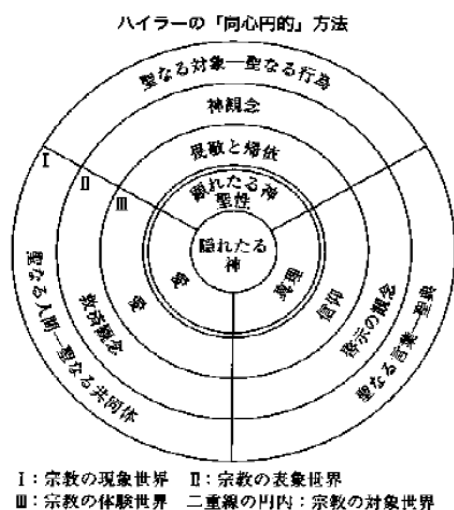 ハイラーの「同心円的」方法
聖なる対象―聖なる行為
神観念
畏敬と帰依
顕れたる神
聖性
隠れたる
神
愛
真理
愛
信仰
救済観念
啓示の観念
聖なる人間―聖なる共同体
聖なる言葉―聖典
I
II
III
I：宗教の現象世界　II：宗教の表象世界
III：宗教の体験世界　二重線の円内：宗教の対象世界